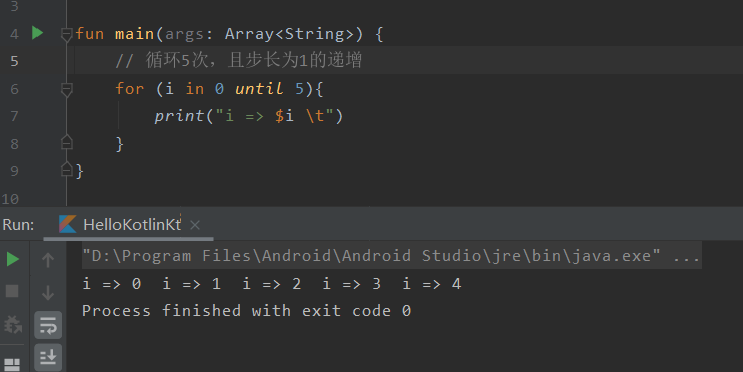 3
4 fun main(args: Array<String>) {
5 // 循环5次，且步长为1的递增
6 for (i in 0 until 5){
7 print("i => $i \t")
8 }
9 }
10
Run: HelloKotlinKt ×
"D:\Program Files\Android\Android Studio\jre\bin\java.exe" ...
i => 0 i => 1 i => 2 i => 3 i => 4
Process finished with exit code 0